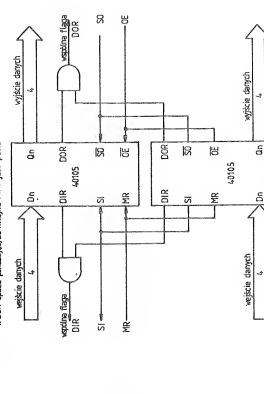 wejście danych
4
wyjście danych
4
Dn
Qn
wspólna flaga
DIR
wspólna flaga
DOR
DIR
DOR
SI
40105
SO
SI
SO
MR
OE
MR
OE
DIR
DOR
SI
SO
MR
OE
40105
Dn
Qn
wejście danych
4
wyjście danych
4